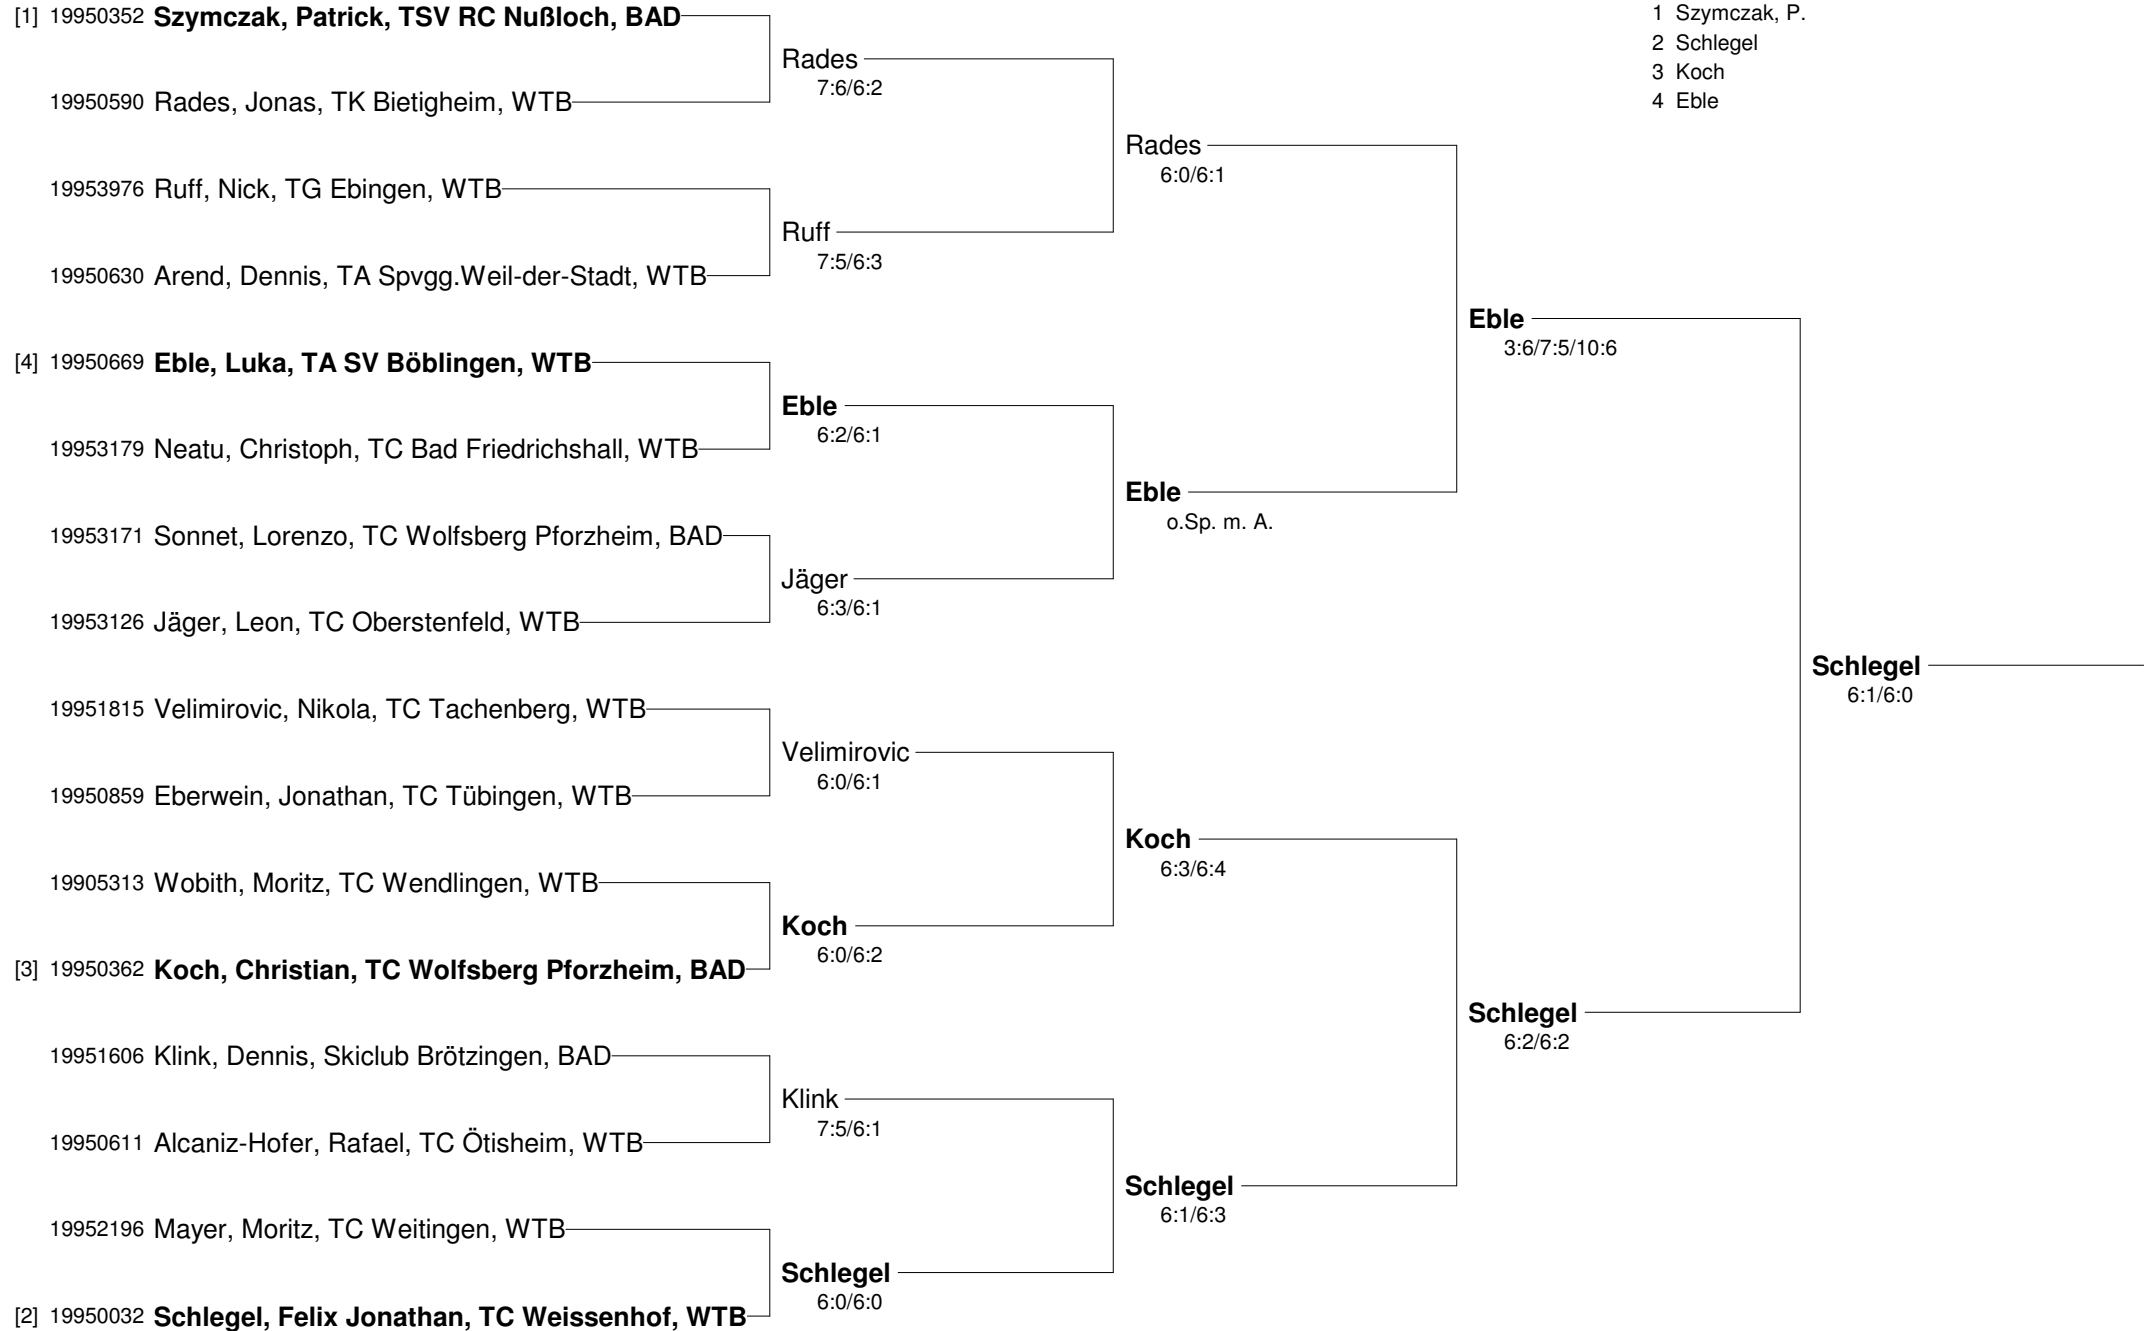 [1] 19950352 Szymczak, Patrick, TSV RC Nußloch, BAD
19950590 Rades, Jonas, TK Bietigheim, WTB
19953976 Ruff, Nick, TG Ebingen, WTB
19950630 Arend, Dennis, TA Spvgg.Weil-der-Stadt, WTB
[4] 19950669 Eble, Luka, TA SV Böblingen, WTB
19953179 Neatu, Christoph, TC Bad Friedrichshall, WTB
19953171 Sonnet, Lorenzo, TC Wolfsberg Pforzheim, BAD
19953126 Jäger, Leon, TC Oberstenfeld, WTB
19951815 Velimirovic, Nikola, TC Tachenberg, WTB
19950859 Eberwein, Jonathan, TC Tübingen, WTB
19905313 Wobith, Moritz, TC Wendlingen, WTB
[3] 19950362 Koch, Christian, TC Wolfsberg Pforzheim, BAD
19951606 Klink, Dennis, Skiclub Brötzingen, BAD
19950611 Alcaniz-Hofer, Rafael, TC Ötisheim, WTB
19952196 Mayer, Moritz, TC Weitingen, WTB
[2] 19950032 Schlegel, Felix Jonathan, TC Weissenhof, WTB
Rades
7:6/6:2
Ruff
7:5/6:3
Eble
6:2/6:1
Jäger
6:3/6:1
Velimirovic
6:0/6:1
Koch
6:0/6:2
Klink
7:5/6:1
Schlegel
6:0/6:0
Rades
6:0/6:1
Eble
o.Sp. m. A.
Koch
6:3/6:4
Schlegel
6:1/6:3
Eble
3:6/7:5/10:6
Schlegel
6:2/6:2
Schlegel
6:1/6:0
1 Szymczak, P.
2 Schlegel
3 Koch
4 Eble